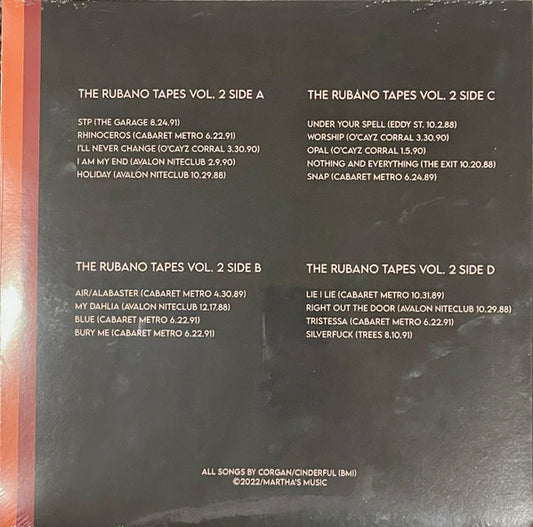 THE RUBANO TAPES VOL. 2 SIDE A
STP (THE GARAGE 8.24.91)
RHINOCEROS (CABARET METRO 6.22.91)
I'LL NEVER CHANGE (O'CAYZ CORRAL 3.30.90)
I AM MY END (AVALON NITECLUB 2.9.90)
HOLIDAY (AVALON NITECLUB 10.29.88)
THE RUBANO TAPES VOL. 2 SIDE B
AIR/ALABASTER (CABARET METRO 4.30.89)
MY DAHLIA (AVALON NITECLUB 12.17.88)
BLUE (CABARET METRO 6.22.91)
BURY ME (CABARET METRO 6.22.91)
THE RUBANO TAPES VOL. 2 SIDE C
UNDER YOUR SPELL (EDDY ST. 10.2.88)
WORSHIP (O'CAYZ CORRAL 3.30.90)
OPAL (O'CAYZ CORRAL 1.5.90)
NOTHING AND EVERYTHING (THE EXIT 10.20.88)
SNAP (CABARET METRO 6.24.89)
THE RUBANO TAPES VOL. 2 SIDE D
LIE I LIE (CABARET METRO 10.31.89)
RIGHT OUT THE DOOR (AVALON NITECLUB 10.29.88)
TRISTESSA (CABARET METRO 6.22.91)
SILVERFUCK (TREES 8.10.91)
ALL SONGS BY CORGAN/CINDERFUL (BMI)
©2022/MARTHA'S MUSIC